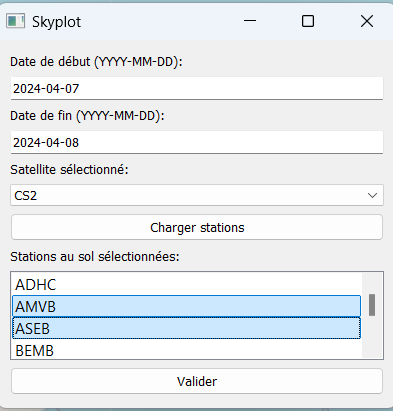 Skyplot
Date de début (YYYY-MM-DD):
2024-04-07
Date de fin (YYYY-MM-DD):
2024-04-08
Satellite sélectionné:
CS2
Charger stations
Stations au sol sélectionnées:
ADHC
AMVB
ASEB
BEMB
Valider